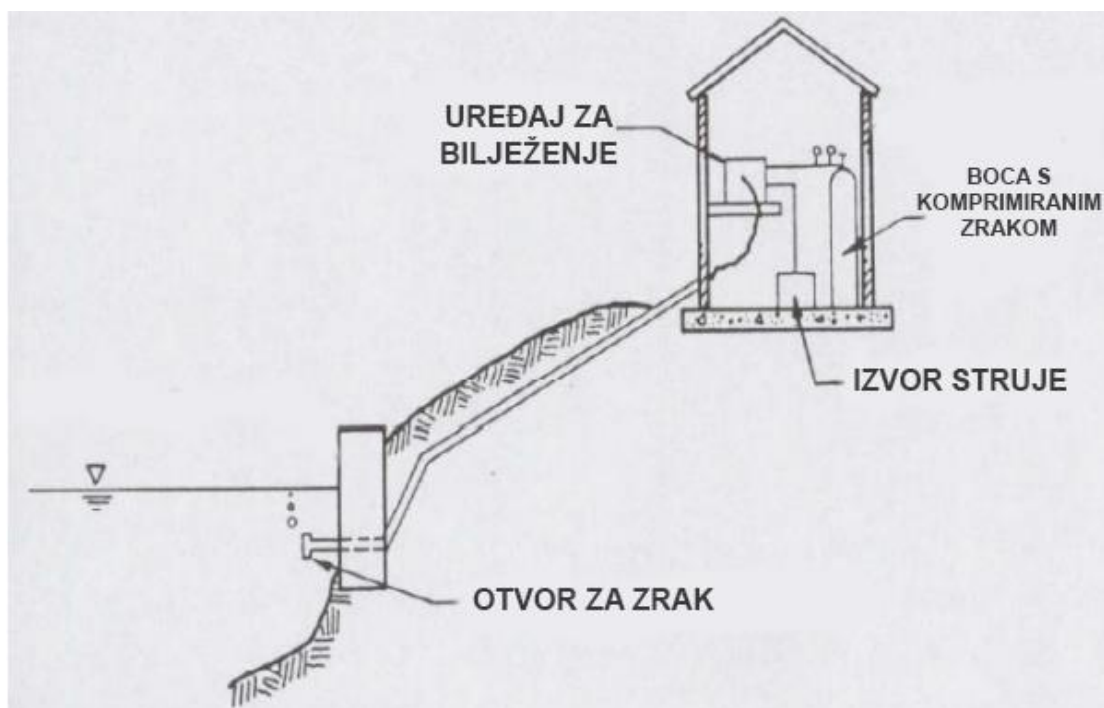 UREĐAJ ZA
BILJEŽENJE
BOCA S
KOMPRIMIRANIM
ZRAKOM
IZVOR STRUJE
OTVOR ZA ZRAK